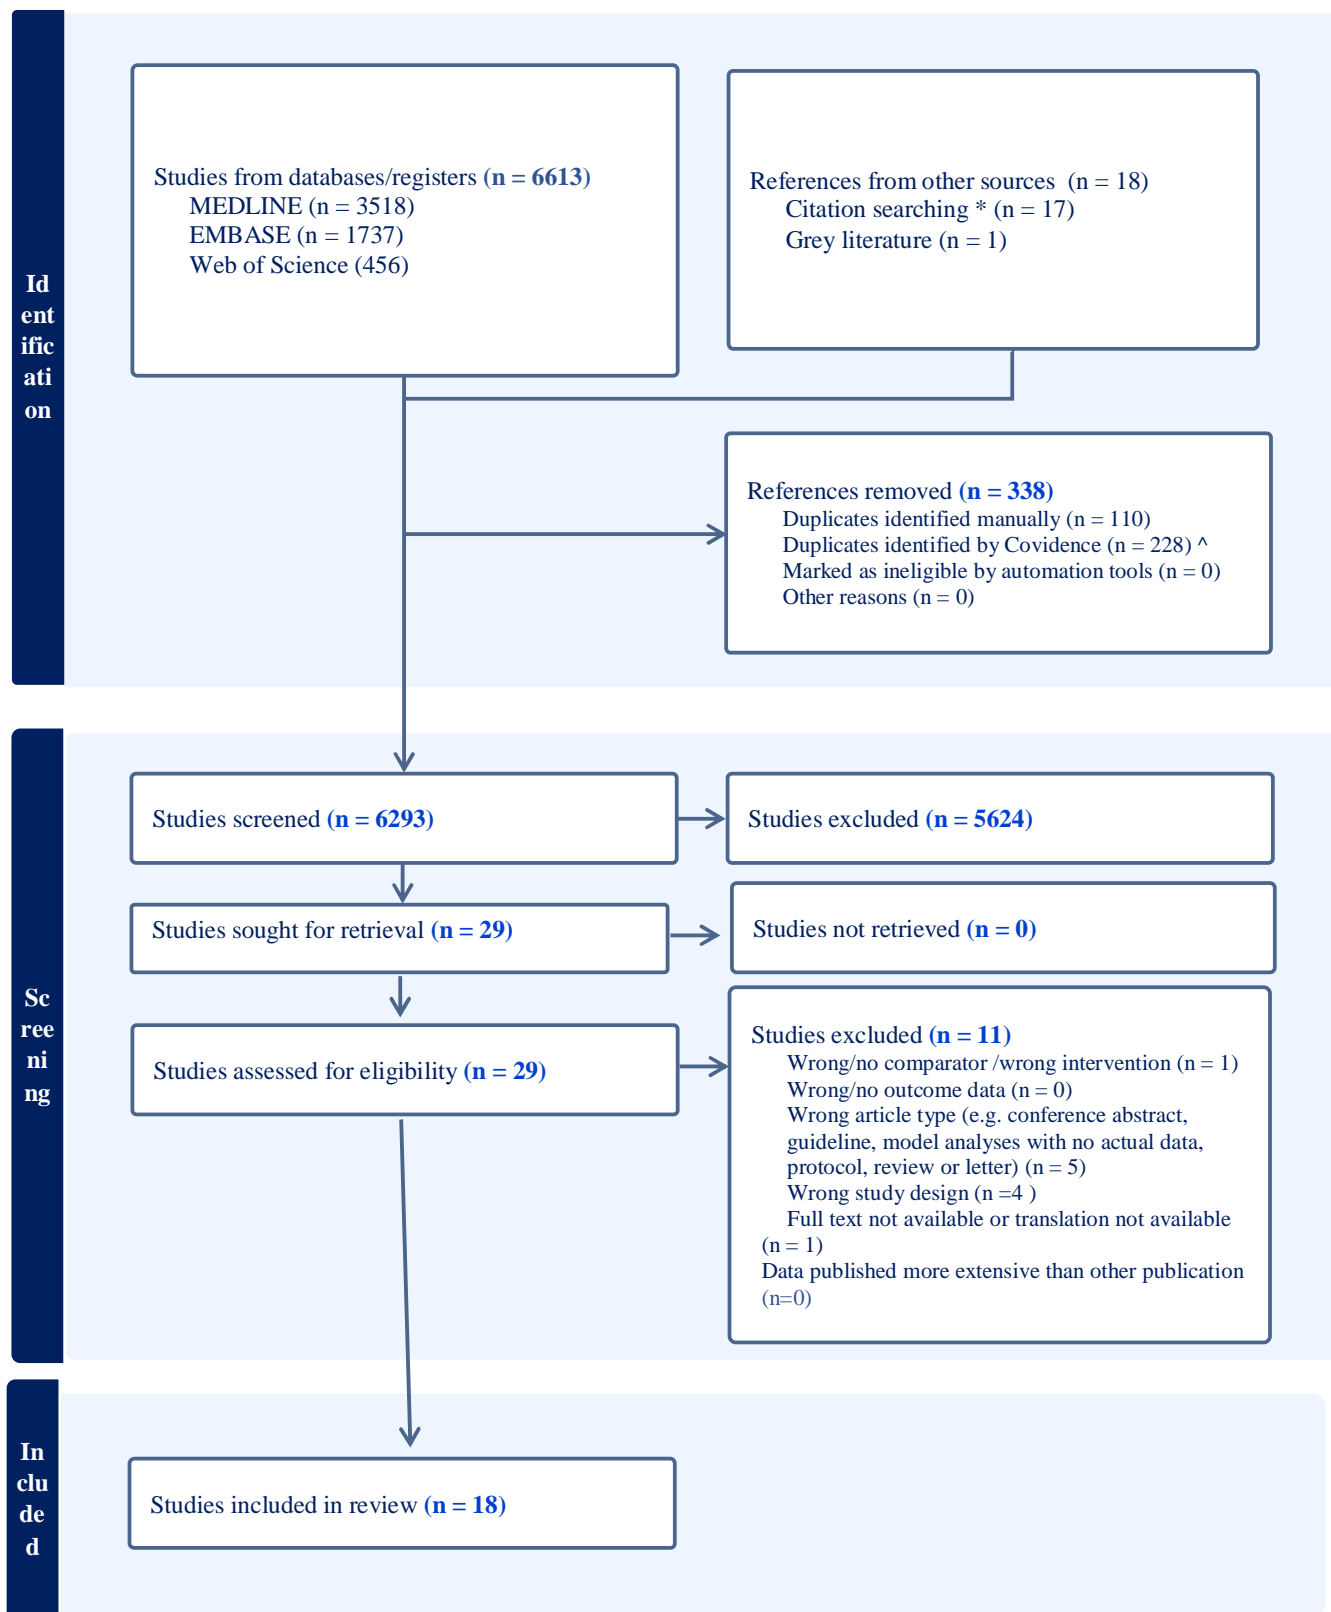 Id
ent
ific
ati
on
Studies from databases/registers (n = 6613)
MEDLINE (n = 3518)
EMBASE (n = 1737)
Web of Science (456)
References from other sources (n = 18)
Citation searching * (n = 17)
Grey literature (n = 1)
References removed (n = 338)
Duplicates identified manually (n = 110)
Duplicates identified by Covidence (n = 228) ^
Marked as ineligible by automation tools (n = 0)
Other reasons (n = 0)
Sc
ree
ni
ng
Studies screened (n = 6293)
Studies excluded (n = 5624)
Studies sought for retrieval (n = 29)
Studies not retrieved (n = 0)
Studies assessed for eligibility (n = 29)
Studies excluded (n = 11)
Wrong/no comparator /wrong intervention (n = 1)
Wrong/no outcome data (n = 0)
Wrong article type (e.g. conference abstract,
guideline, model analyses with no actual data,
protocol, review or letter) (n = 5)
Wrong study design (n =4 )
Full text not available or translation not available
(n = 1)
Data published more extensive than other publication
(n=0)
In
clu
de
d
Studies included in review (n = 18)